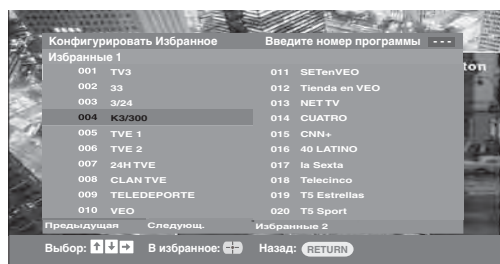 Конфигурировать Избранное Введите номер программы ---
Избранные 1
001 TV3
002 33
003 3/24
004 K3/300
005 TVE 1
006 TVE 2
007 24H TVE
008 CLAN TVE
009 TELEDEPORTE
010 VEO
011 SETenVEO
012 Tienda en VEO
013 NET TV
014 CUATRO
015 CNN+
016 40 LATINO
017 la Sexta
018 Telecinco
019 T5 Estrellas
020 T5 Sport
Предыдущая Следующ. Избранные 2
Выбор: В избранное: Назад: RETURN
ton